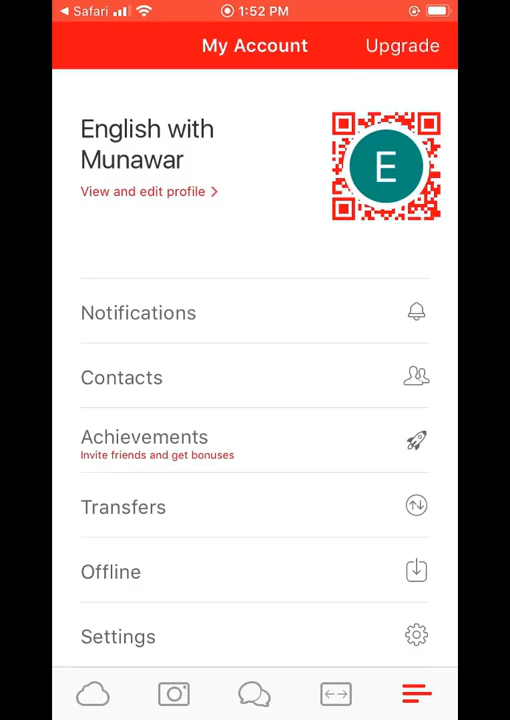 Safari 1:52 PM
My Account Upgrade
English with
Munawar
View and edit profile
E
Notifications
Contacts
Achievements
Invite friends and get bonuses
Transfers
Offline
Settings